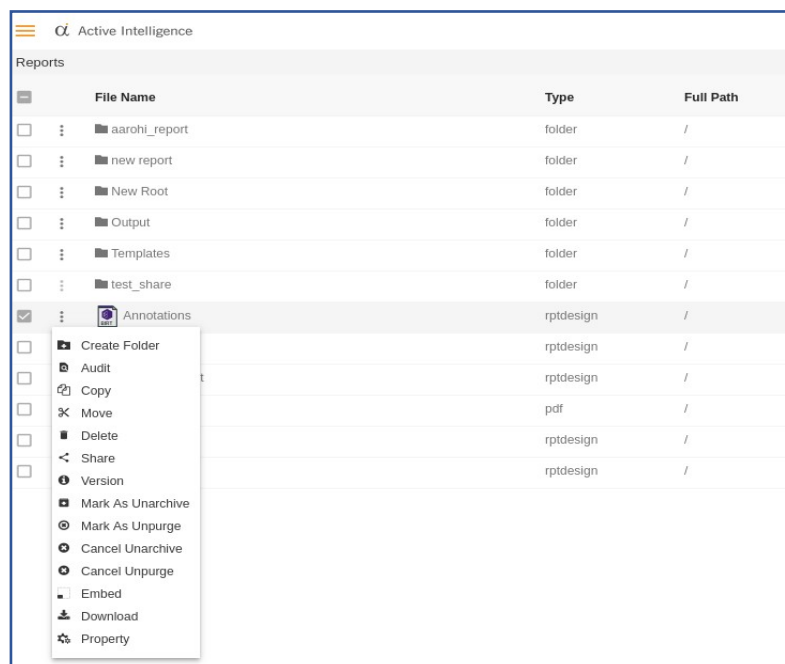 α Active Intelligence
Reports
File Name Type Full Path
aarohi_report folder /
new report folder /
New Root folder /
Output folder /
Templates folder /
test_share folder /
Annotations rptdesign /
Create Folder rptdesign /
Audit
Copy t rptdesign /
Move pdf /
Delete rptdesign /
Share
Version rptdesign /
Mark As Unarchive
Mark As Unpurge
Cancel Unarchive
Cancel Unpurge
Embed
Download
Property